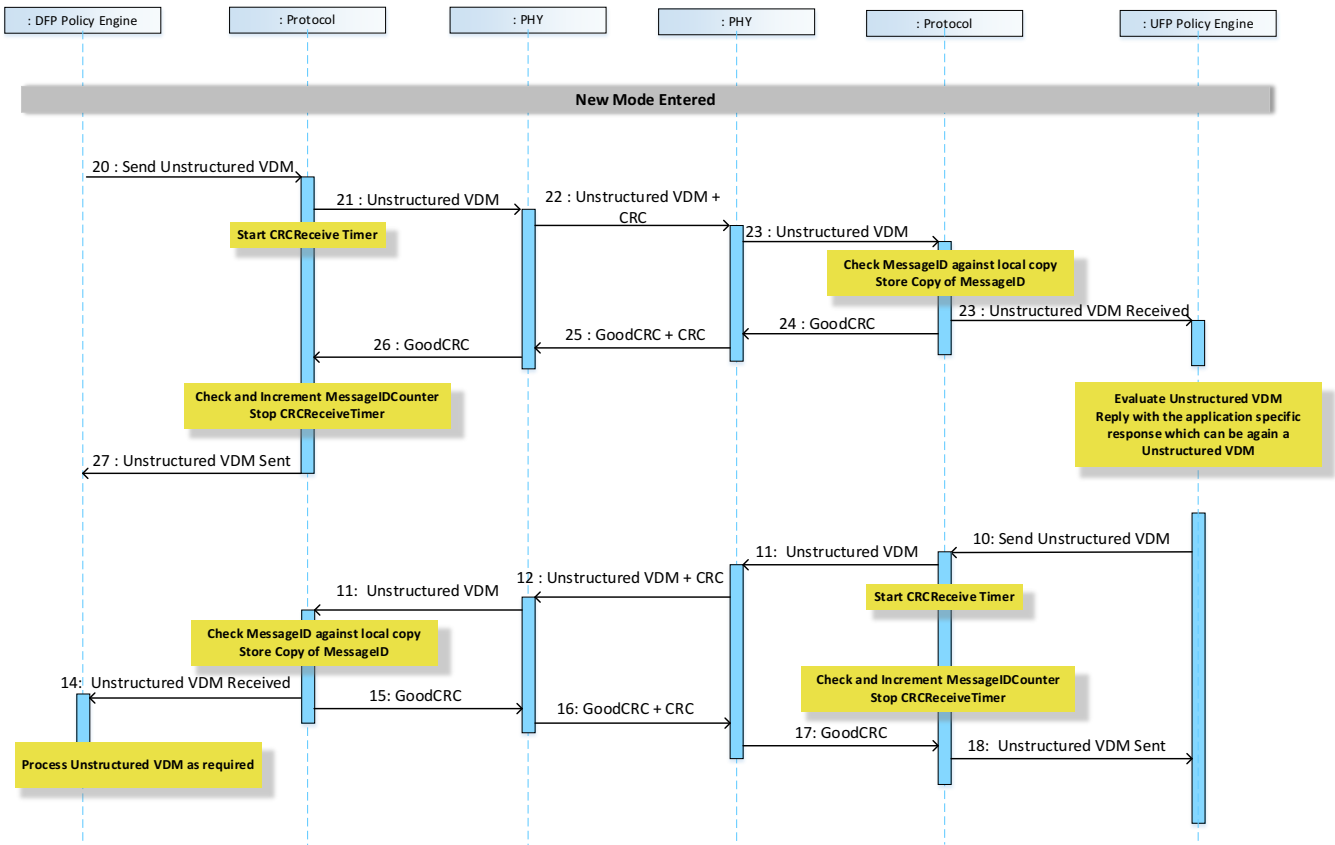 : DFP Policy Engine
: Protocol
: PHY
: PHY
: Protocol
: UFP Policy Engine
New Mode Entered
20 : Send Unstructured VDM
21 : Unstructured VDM
22 : Unstructured VDM +
CRC
23 : Unstructured VDM
Start CRCReceive Timer
Check MessageID against local copy
Store Copy of MessageID
23 : Unstructured VDM Received
24 : GoodCRC
25 : GoodCRC + CRC
26 : GoodCRC
Check and Increment MessageIDCounter
Stop CRCReceiveTimer
Evaluate Unstructured VDM
Reply with the application specific
response which can be again a
Unstructured VDM
27 : Unstructured VDM Sent
10: Send Unstructured VDM
11:  Unstructured VDM
12 : Unstructured VDM + CRC
11:  Unstructured VDM
Start CRCReceive Timer
Check MessageID against local copy
Store Copy of MessageID
14:  Unstructured VDM Received
15: GoodCRC
16: GoodCRC + CRC
Check and Increment MessageIDCounter
Stop CRCReceiveTimer
17: GoodCRC
18:  Unstructured VDM Sent
Process Unstructured VDM as required